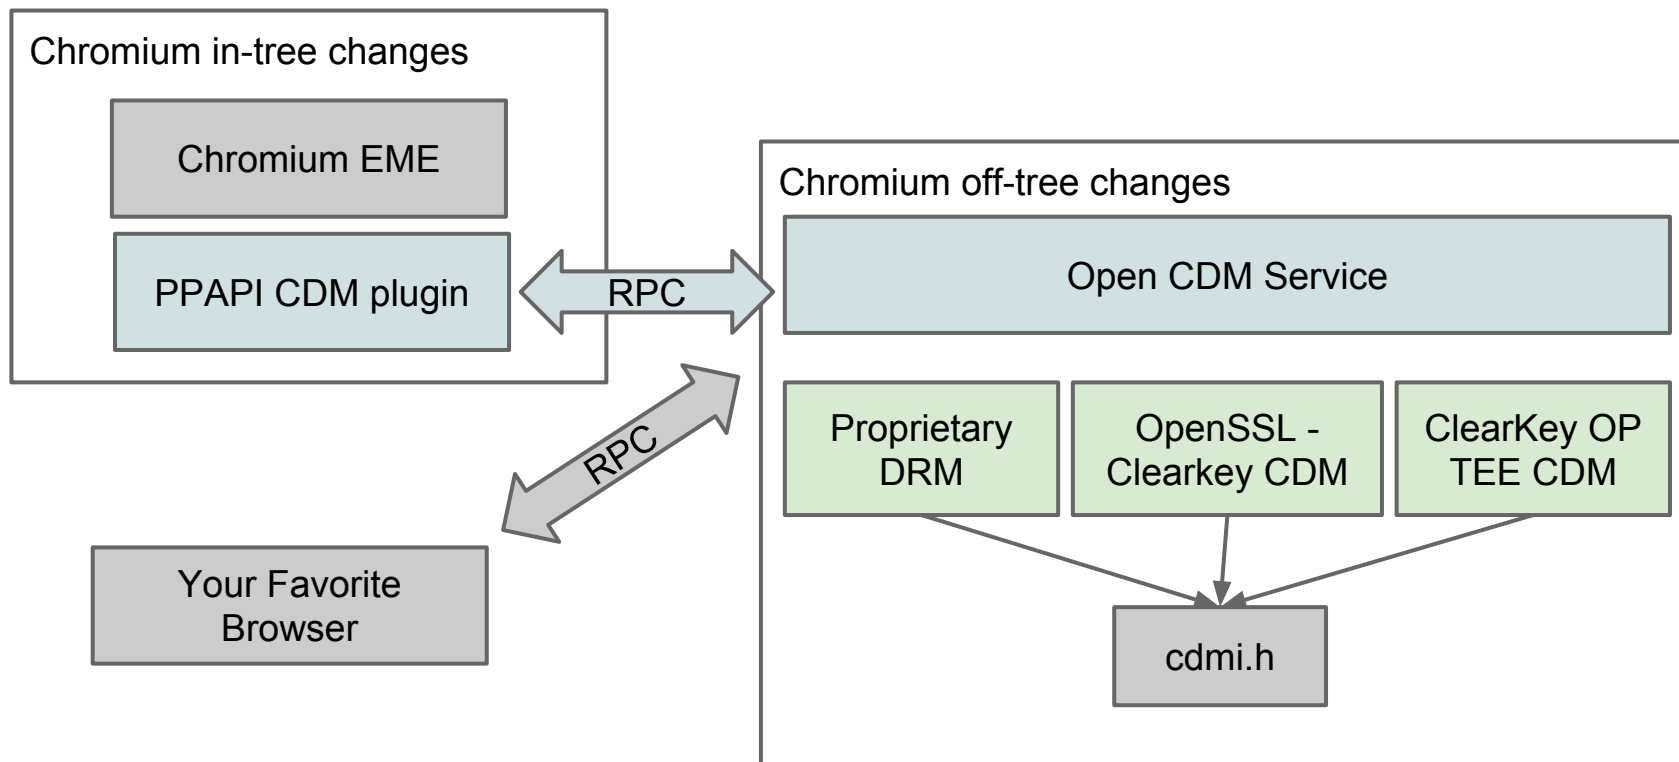 Chromium in-tree changes
Chromium EME
PPAPI CDM plugin
RPC
Chromium off-tree changes
Open CDM Service
Proprietary
DRM
OpenSSL -
Clearkey CDM
ClearKey OP
TEE CDM
RPC
Your Favorite
Browser
cdmi.h